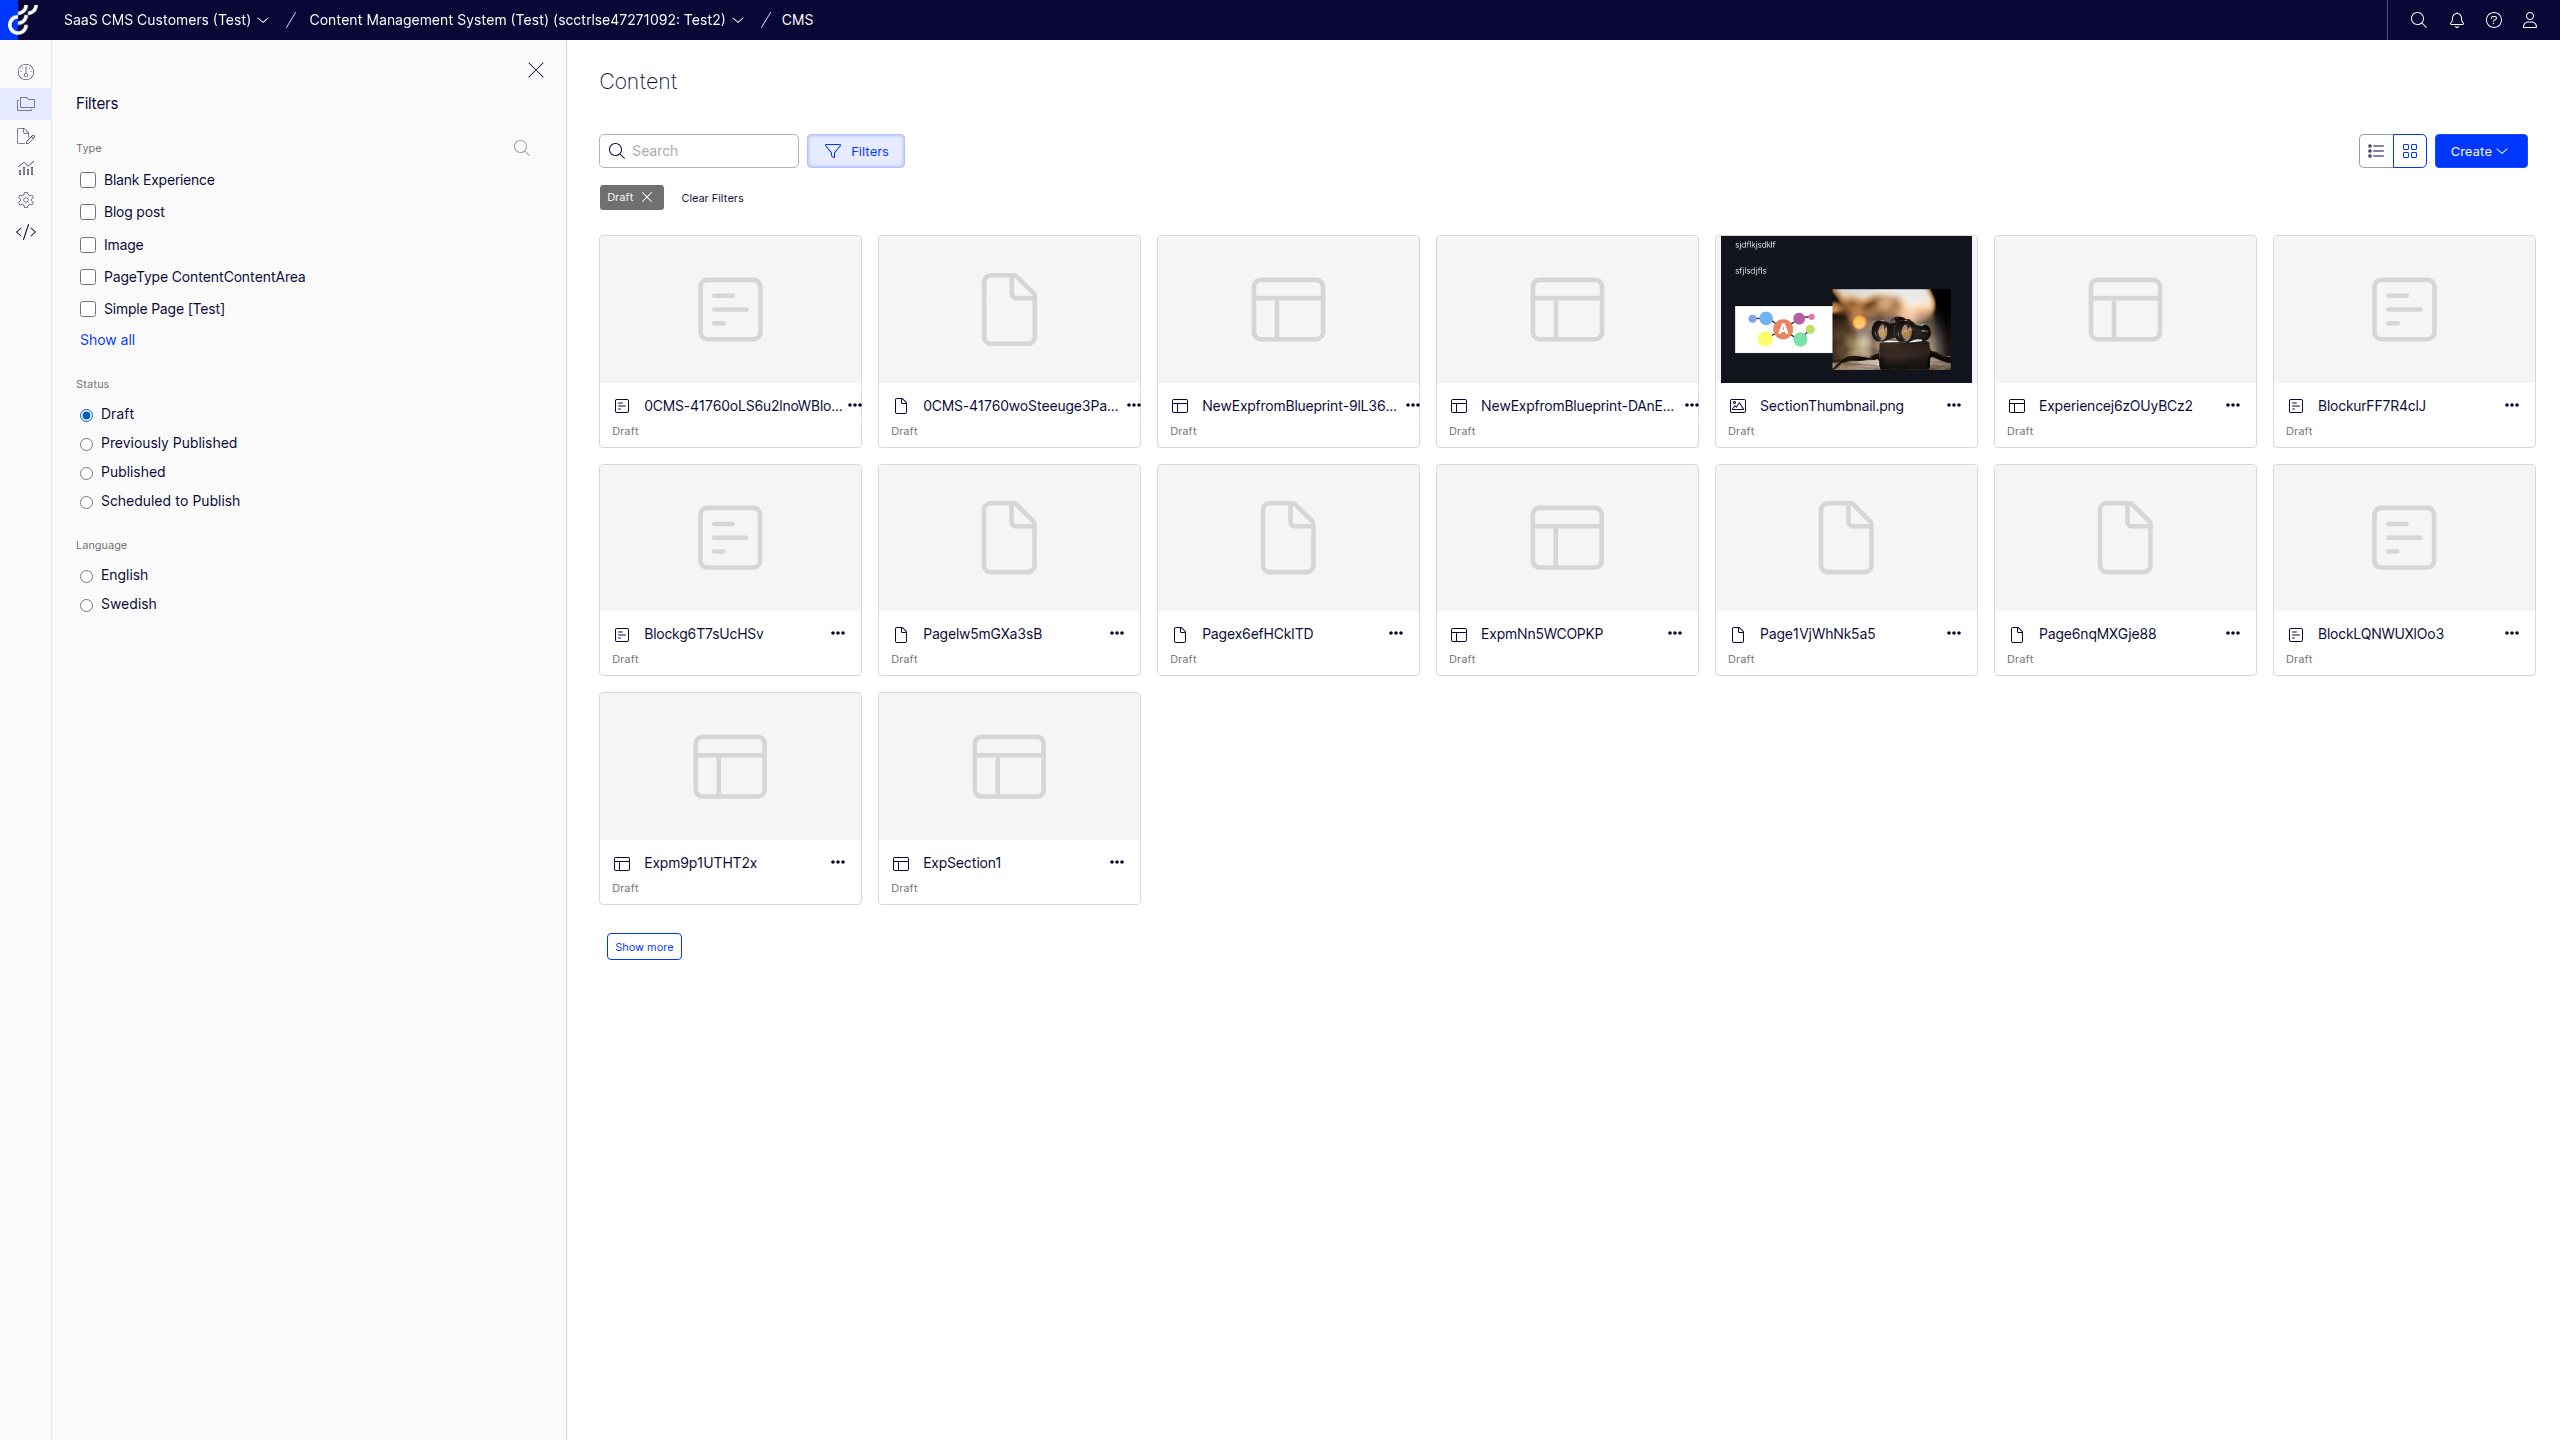 SaaS CMS Customers (Test) / Content Management System (Test) (scctrlse47271092: Test2) / CMS
Filters
Type
Blank Experience
Blog post
Image
PageType ContentContentArea
Simple Page [Test]
Show all
Status
Draft
Previously Published
Published
Scheduled to Publish
Language
English
Swedish
Content
Search
Filters
Create
Draft
Clear Filters
sjdflkjsdklf
sfjlsdjfls
A
0CMS-41760oLS6u2lnoWBlo...
Draft
0CMS-41760woSteeuge3Pa...
Draft
NewExpfromBlueprint-9lL36...
Draft
NewExpfromBlueprint-DAnE...
Draft
SectionThumbnail.png
Draft
Experiencej6zOUyBCz2
Draft
BlockurFF7R4clJ
Draft
Blockg6T7sUcHSv
Draft
Pagelw5mGXa3sB
Draft
Pagex6efHCklTD
Draft
ExpmNn5WCOPKP
Draft
Page1VjWhNk5a5
Draft
Page6nqMXGje88
Draft
BlockLQNWUXlOo3
Draft
Expm9p1UTHT2x
Draft
ExpSection1
Draft
Show more